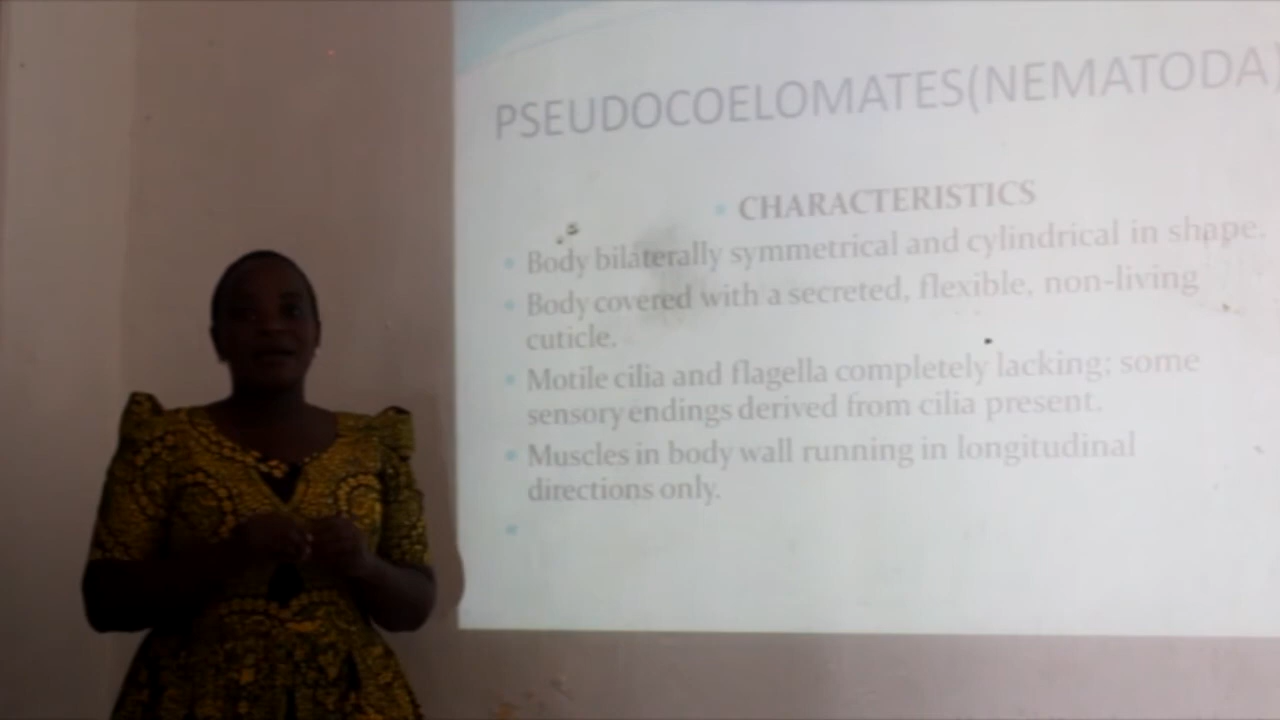 PSEUDOCOELOMATES(NEMATODA)
• CHARACTERISTICS
• Body bilaterally symmetrical and cylindrical in shape.
• Body covered with a secreted, flexible, non-living
cuticle.
• Motile cilia and flagella completely lacking; some
sensory endings derived from cilia present.
• Muscles in body wall running in longitudinal
directions only.
•